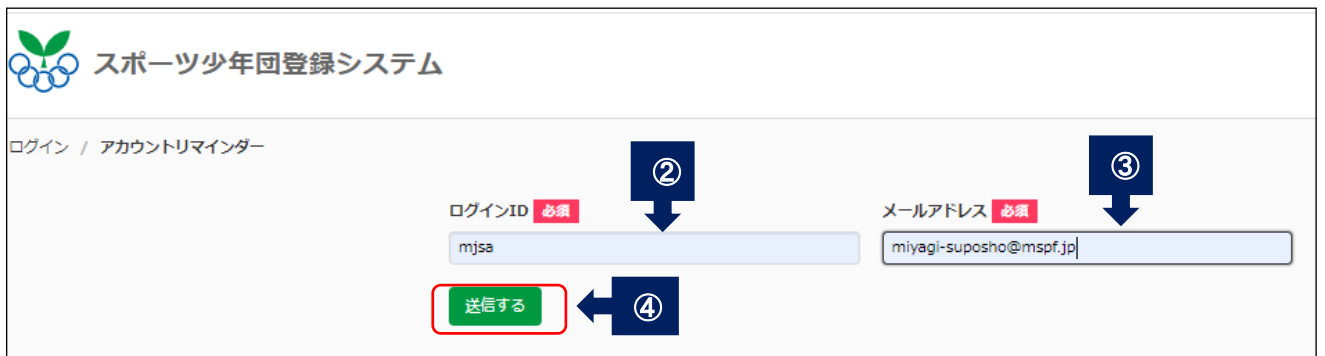 スポーツ少年団登録システム
ログイン / アカウントリマインダー
②
③
ログインID 必須
メールアドレス 必須
mjsa
miyagi-suposho@mspf.jp
送信する
④